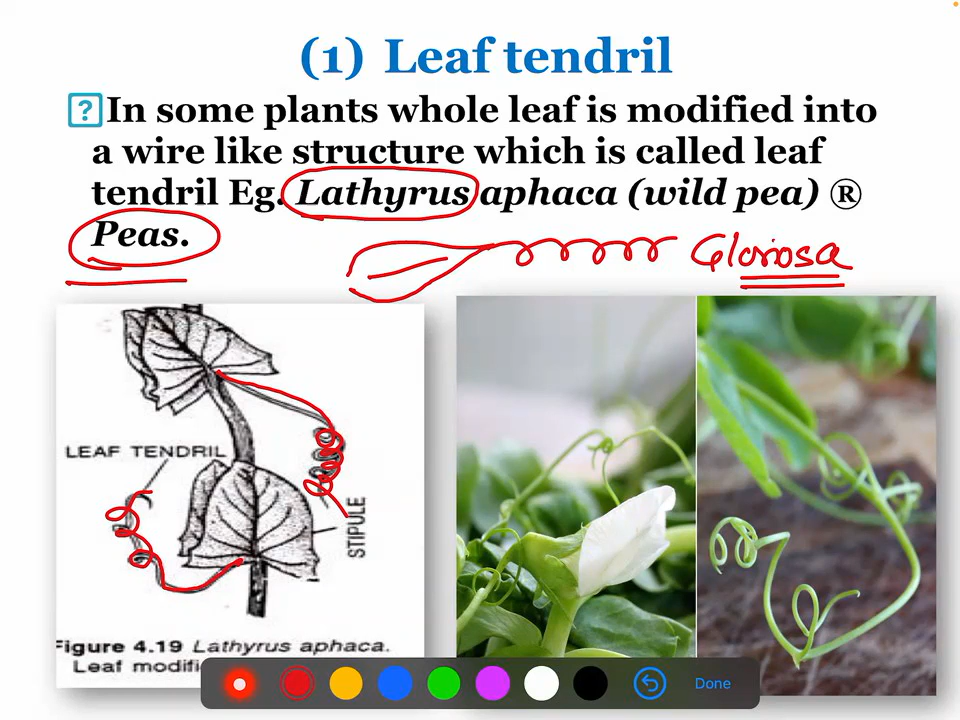 (1) Leaf tendril
?In some plants whole leaf is modified into
a wire like structure which is called leaf
tendril Eg. Lathyrus aphaca (wild pea) ®
Peas.
Gloriosa
LEAF TENDRIL
STIPULE
Figure 4.19 Lathyrus aphaca.
Leaf modifi
Done